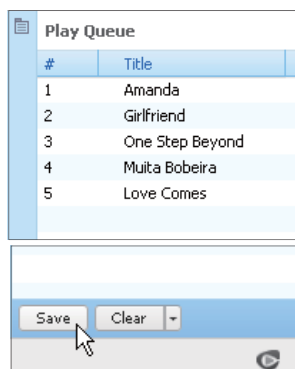 Play Queue
# Title
1 Amanda
2 Girlfriend
3 One Step Beyond
4 Muita Bobeira
5 Love Comes
Save Clear